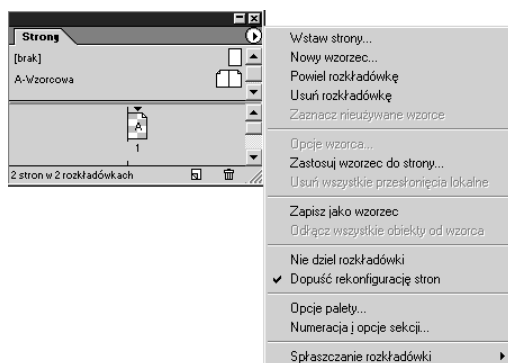 Strony
[brak]
A-Wzorcowa
A
1
2 stron w 2 rozkładówkach
Wstaw strony...
Nowy wzorzec...
Powiel rozkładówkę
Usuń rozkładówkę
Zaznacz nieużywane wzorce
Opcje wzorca...
Zastosuj wzorzec do strony...
Usuń wszystkie przesłonięcia lokalne
Zapisz jako wzorzec
Odłącz wszystkie obiekty od wzorca
Nie dziel rozkładówki
Dopuść rekonfigurację stron
Opcje palety...
Numeracja i opcje sekcji...
Spłaszczanie rozkładówki